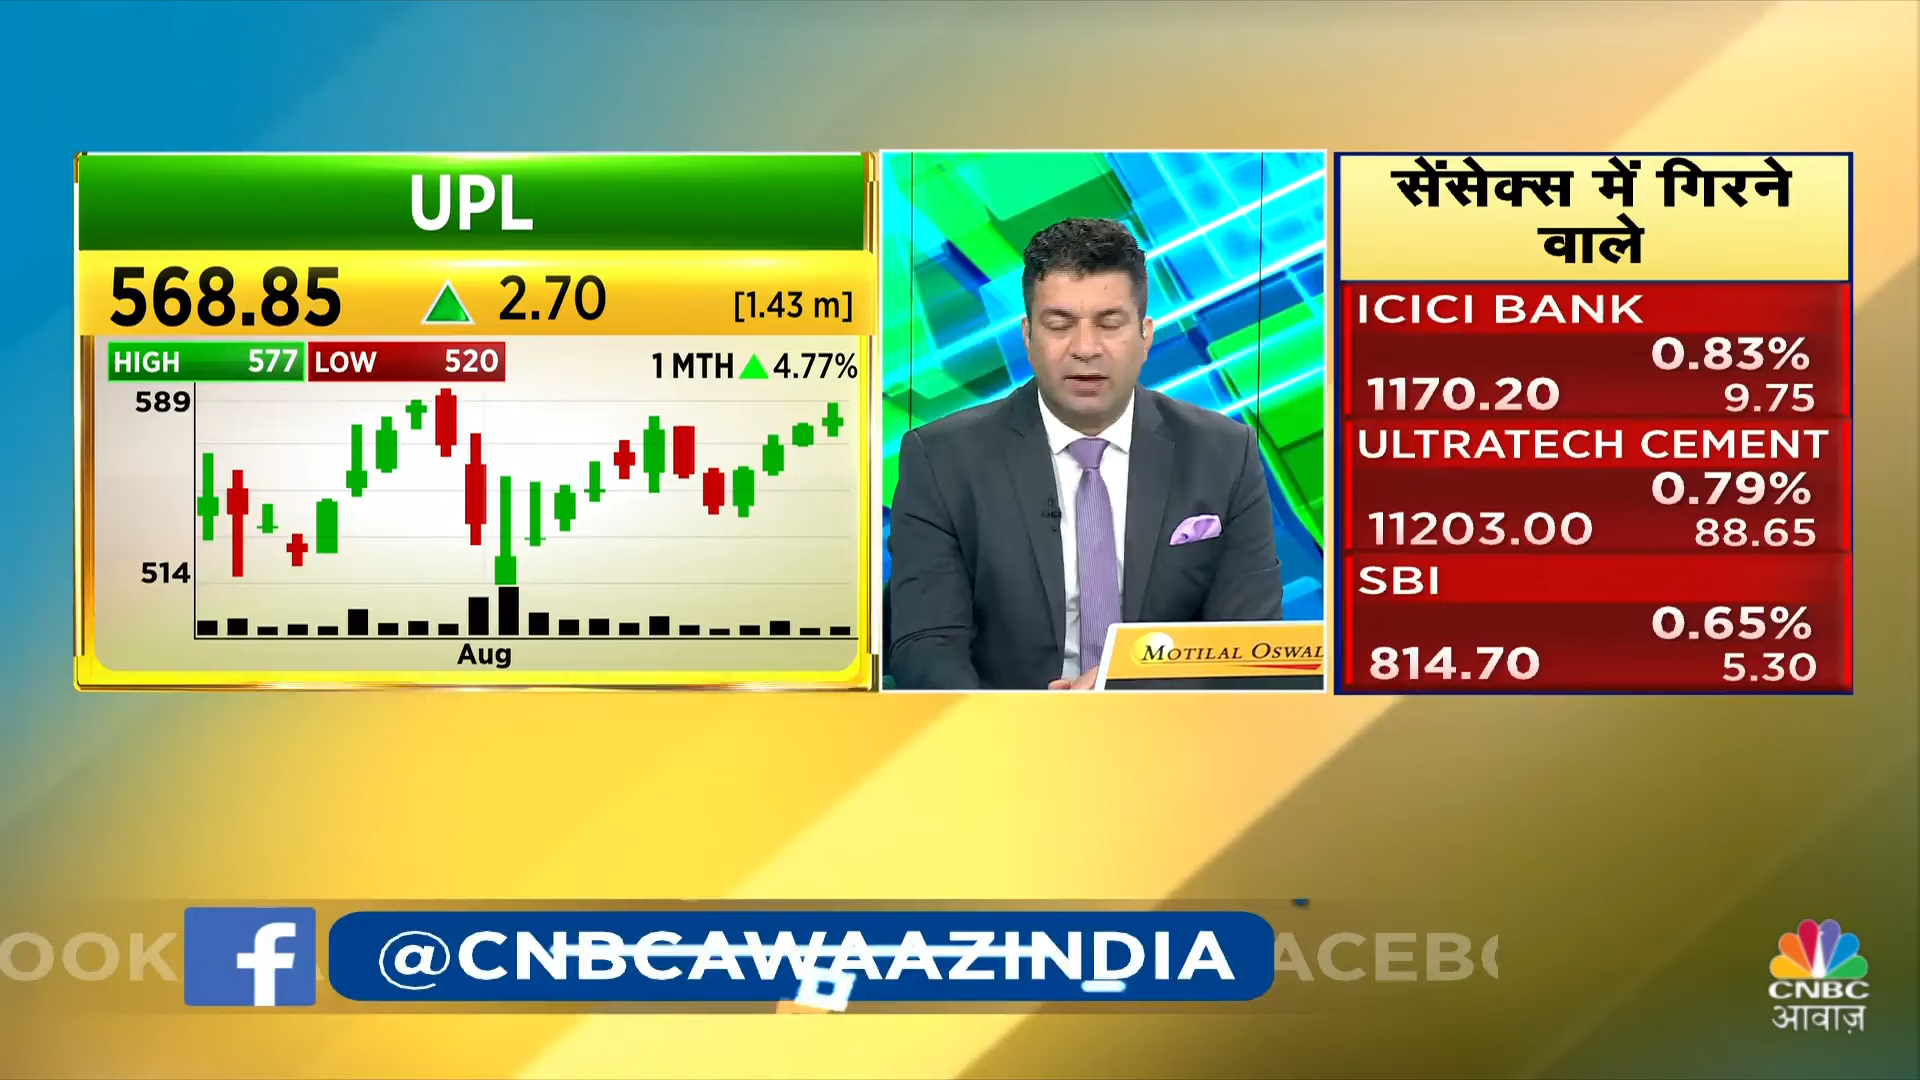 UPL
568.85 ▲ 2.70 [1.43 m]
HIGH 577 LOW 520 1 MTH ▲ 4.77%
589
514
Aug
MOTILAL OSWAL
सेंसेक्स में गिरने
वाले
ICICI BANK
0.83%
1170.20 9.75
ULTRATECH CEMENT
0.79%
11203.00 88.65
SBI
0.65%
814.70 5.30
OOK f @CNBCAWAAZINDIA ACEB
CNBC
आवाज़